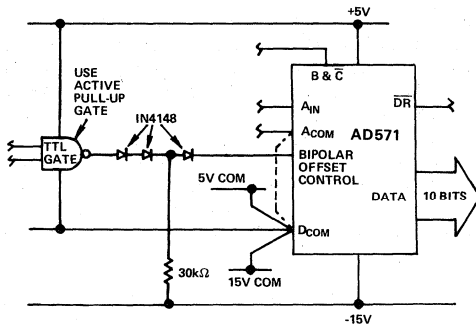 +5V
USE
ACTIVE
PULL-UP
GATE
IN4148
TTL
GATE
B & C̅
A_IN
A_COM
AD571
D̅R̅
BIPOLAR
OFFSET
CONTROL
DATA
10 BITS
5V COM
D_COM
30kΩ
15V COM
-15V